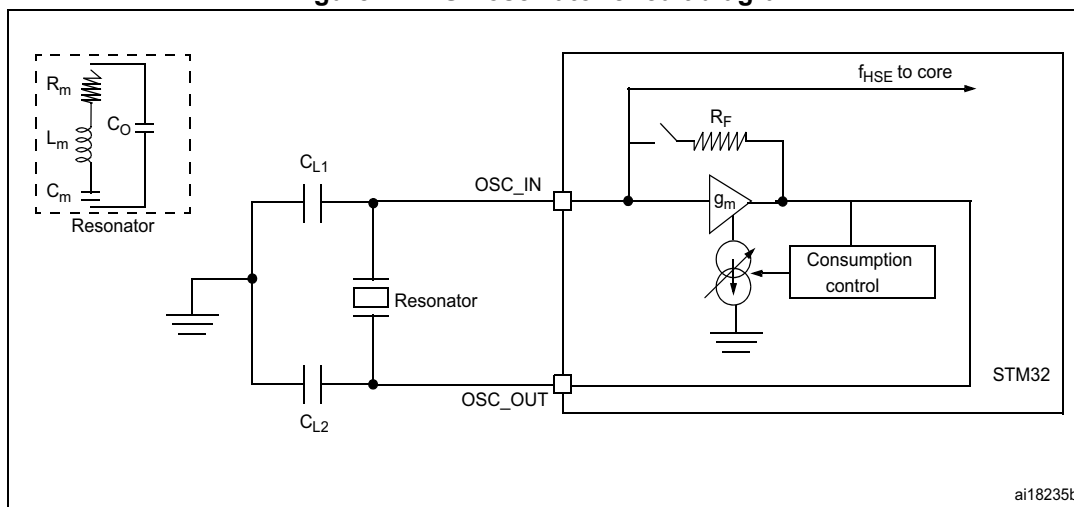 R_m
L_m
C_O
C_m
Resonator
C_L1
C_L2
Resonator
OSC_IN
OSC_OUT
f_HSE to core
R_F
g_m
Consumption
control
STM32
ai18235b